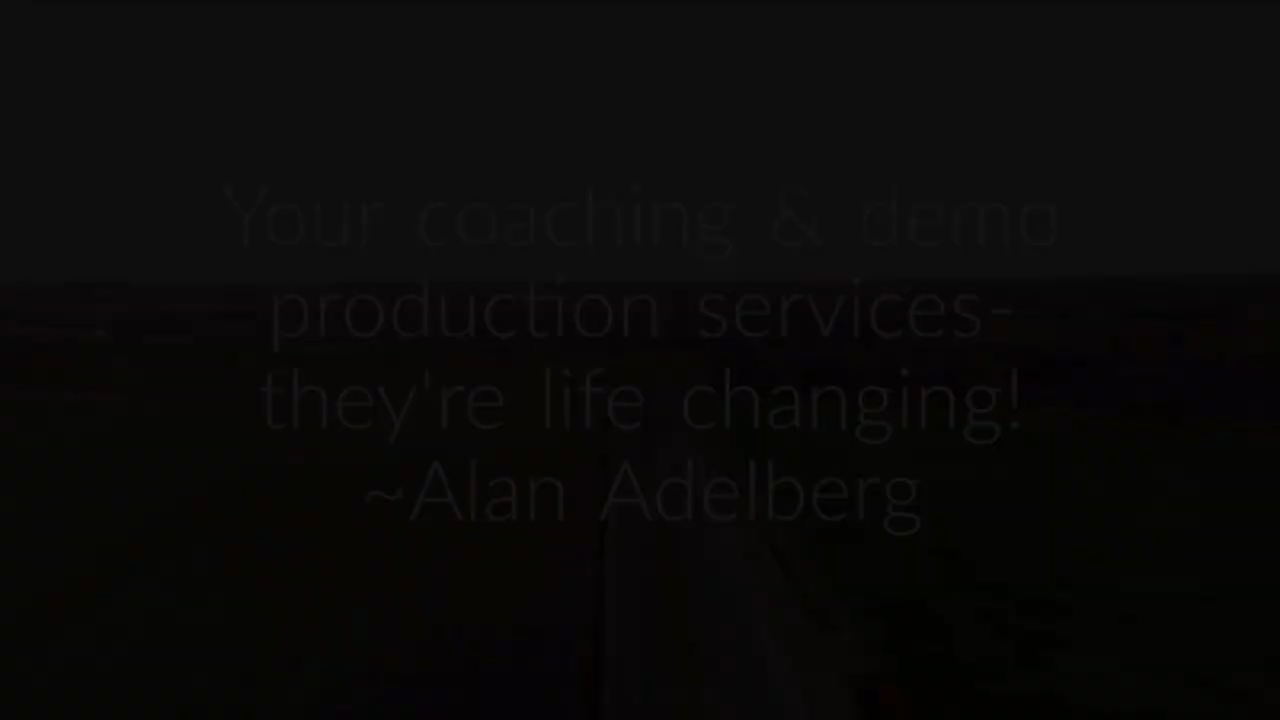 Your coaching & demo
production services-
they're life changing!
~Alan Adelberg